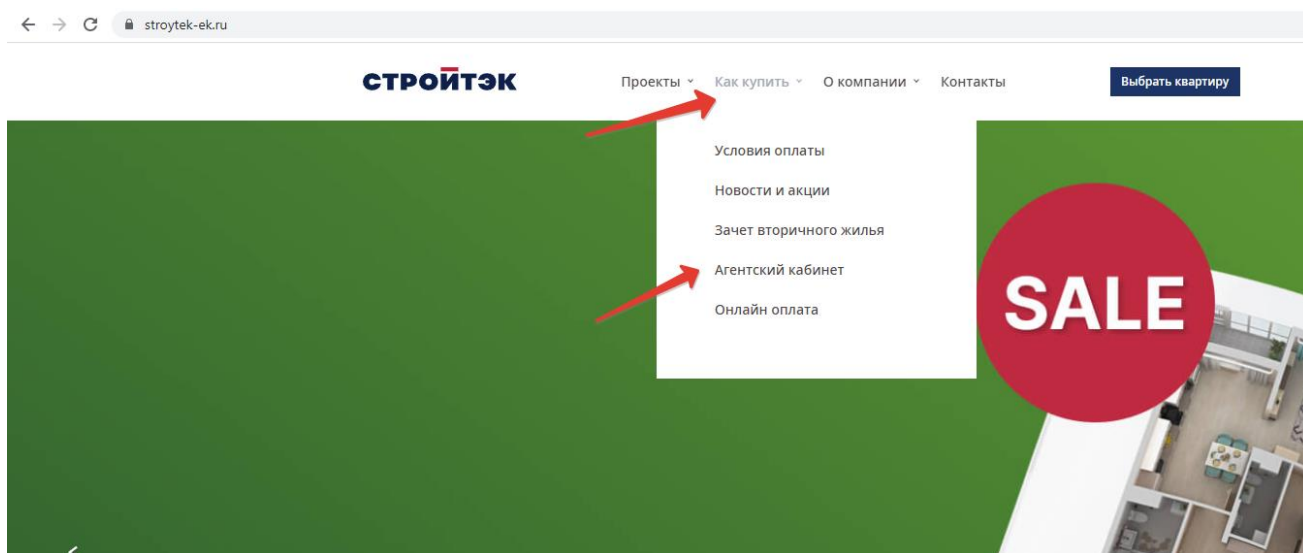 stroytek-ek.ru
СТРОЙТЭК
Проекты Как купить О компании Контакты Выбрать квартиру
Условия оплаты
Новости и акции
Зачет вторичного жилья
Агентский кабинет
Онлайн оплата
SALE